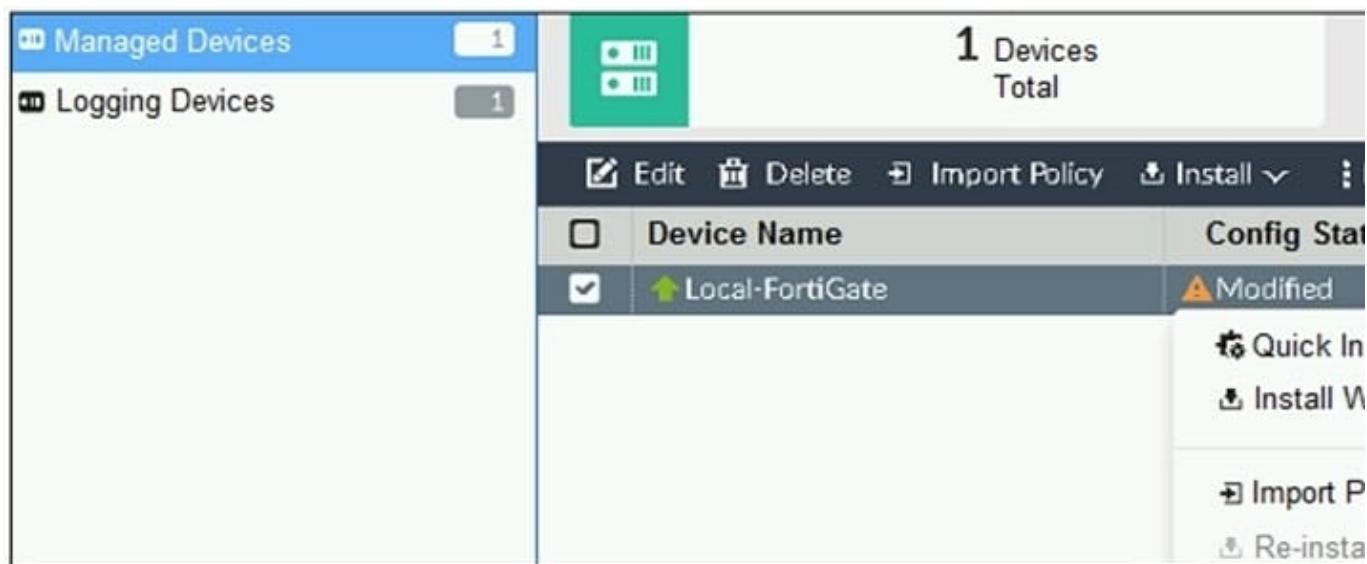 Managed Devices 1
Logging Devices 1
1 Devices
Total
Edit Delete Import Policy Install
Device Name Config Stat
Local-FortiGate Modified
Quick In
Install W
Import P
Re-insta